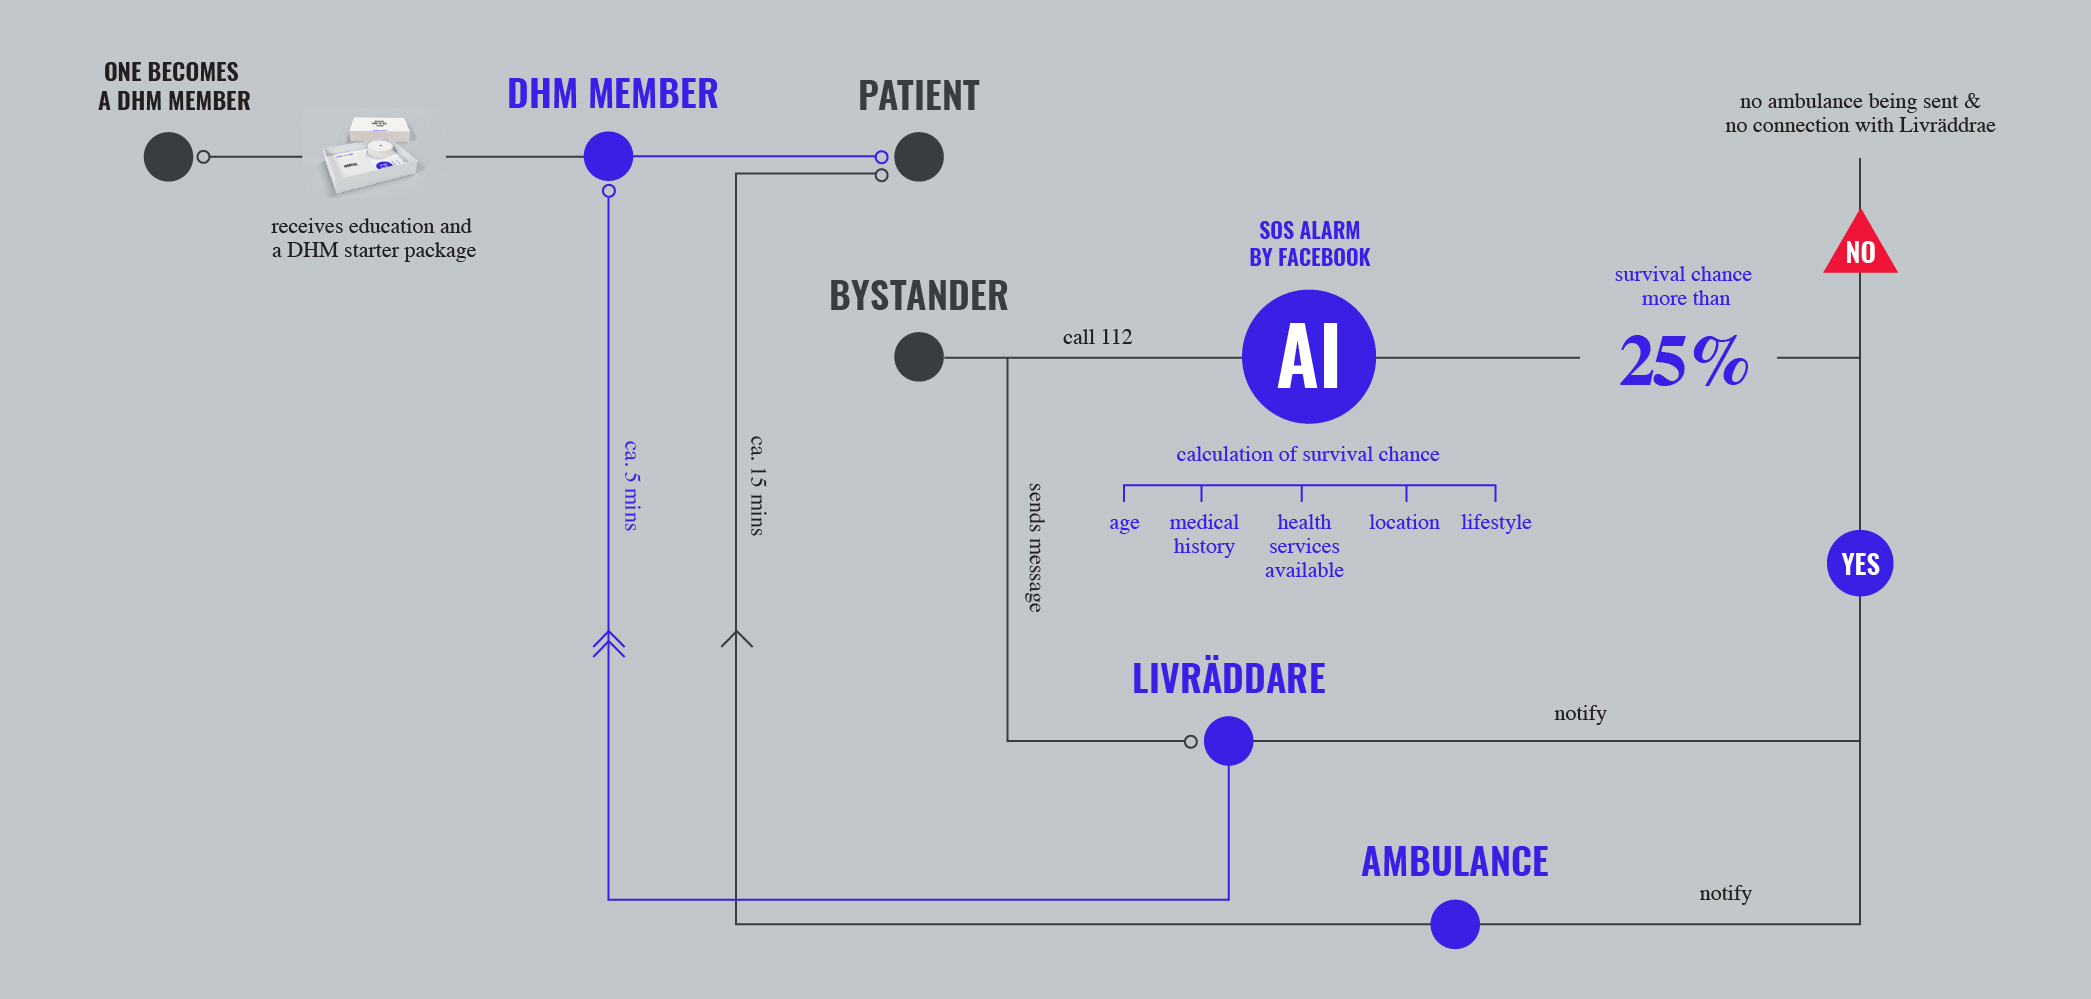 ONE BECOMES
A DHM MEMBER
receives education and
a DHM starter package
DHM MEMBER
PATIENT
BYSTANDER
call 112
SOS ALARM
BY FACEBOOK
AI
calculation of survival chance
age
medical
history
health
services
available
location
lifestyle
survival chance
more than
25%
no ambulance being sent &
no connection with Livräddrae
NO
YES
ca. 5 mins
ca. 15 mins
sends message
LIVRÄDDARE
notify
AMBULANCE
notify